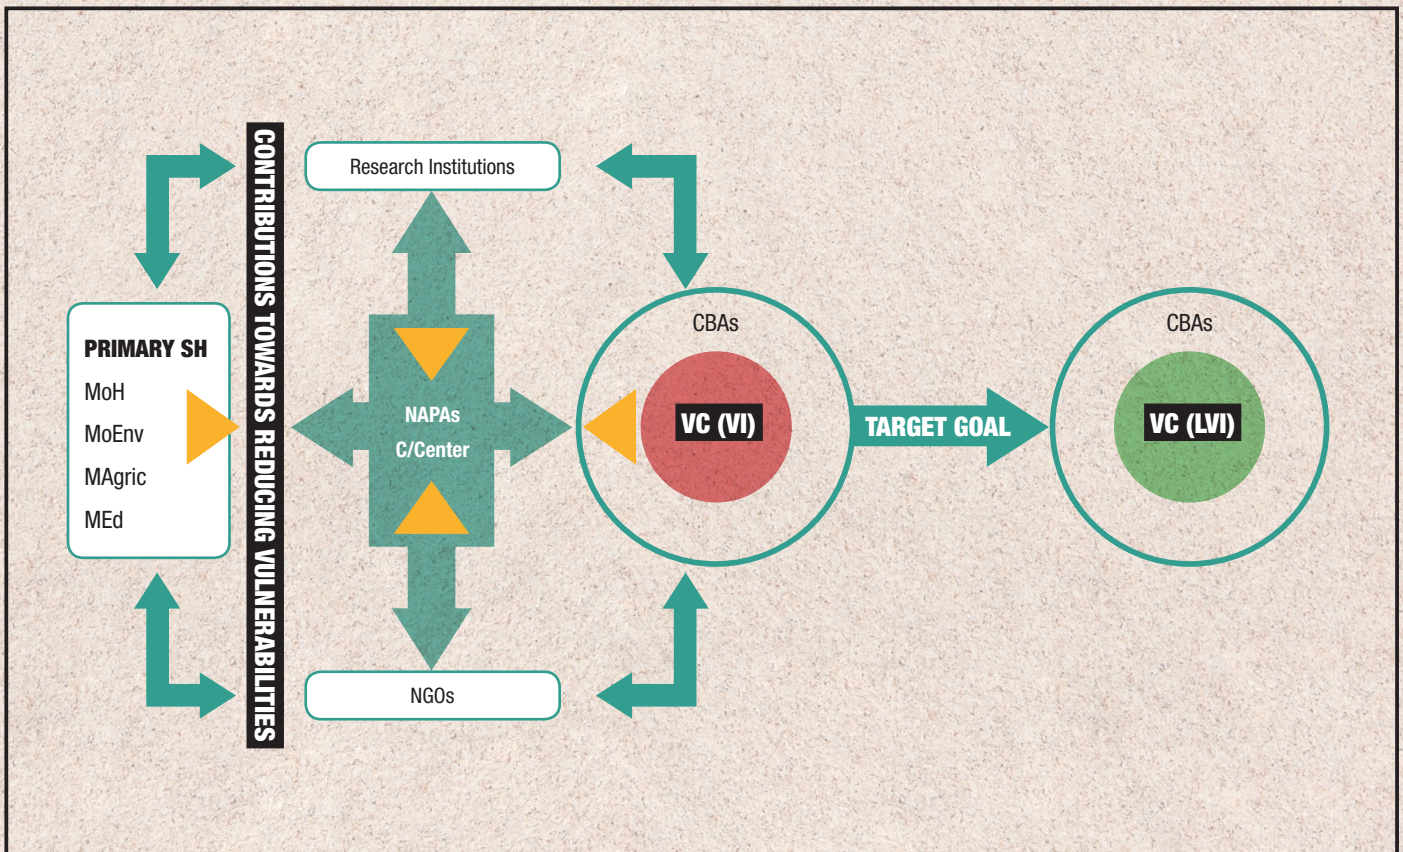 PRIMARY SH
MoH
MoEnv
MAgric
MEd
CONTRIBUTIONS TOWARDS REDUCING VULNERABILITIES
Research Institutions
NAPAs
C/Center
NGOs
CBAs
VC (VI)
TARGET GOAL
CBAs
VC (LVI)